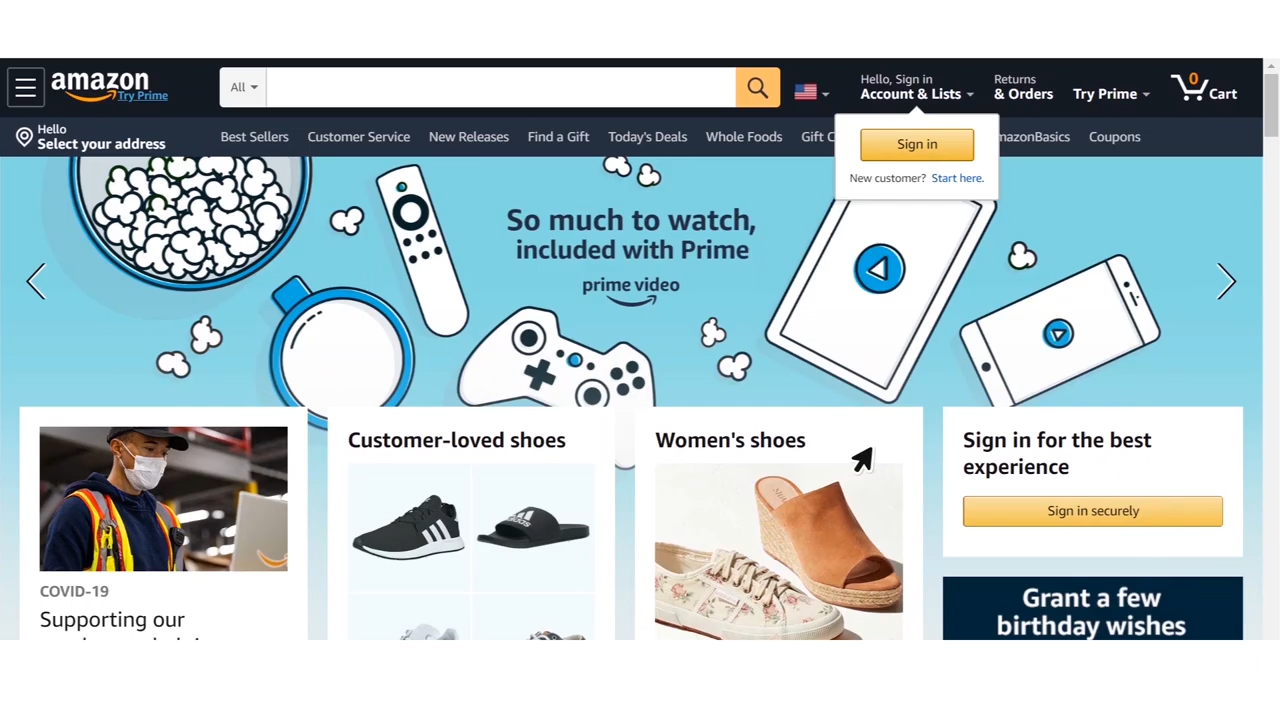 amazon
Try Prime
All
Hello, Sign in
Account & Lists
Returns
& Orders
Try Prime
0
Cart
Hello
Select your address
Best Sellers
Customer Service
New Releases
Find a Gift
Today's Deals
Whole Foods
Gift C
mazonBasics
Coupons
Sign in
New customer? Start here.
So much to watch,
included with Prime
prime video
Customer-loved shoes
Women's shoes
Sign in for the best
experience
Sign in securely
adidas
COVID-19
Supporting our
Grant a few
birthday wishes